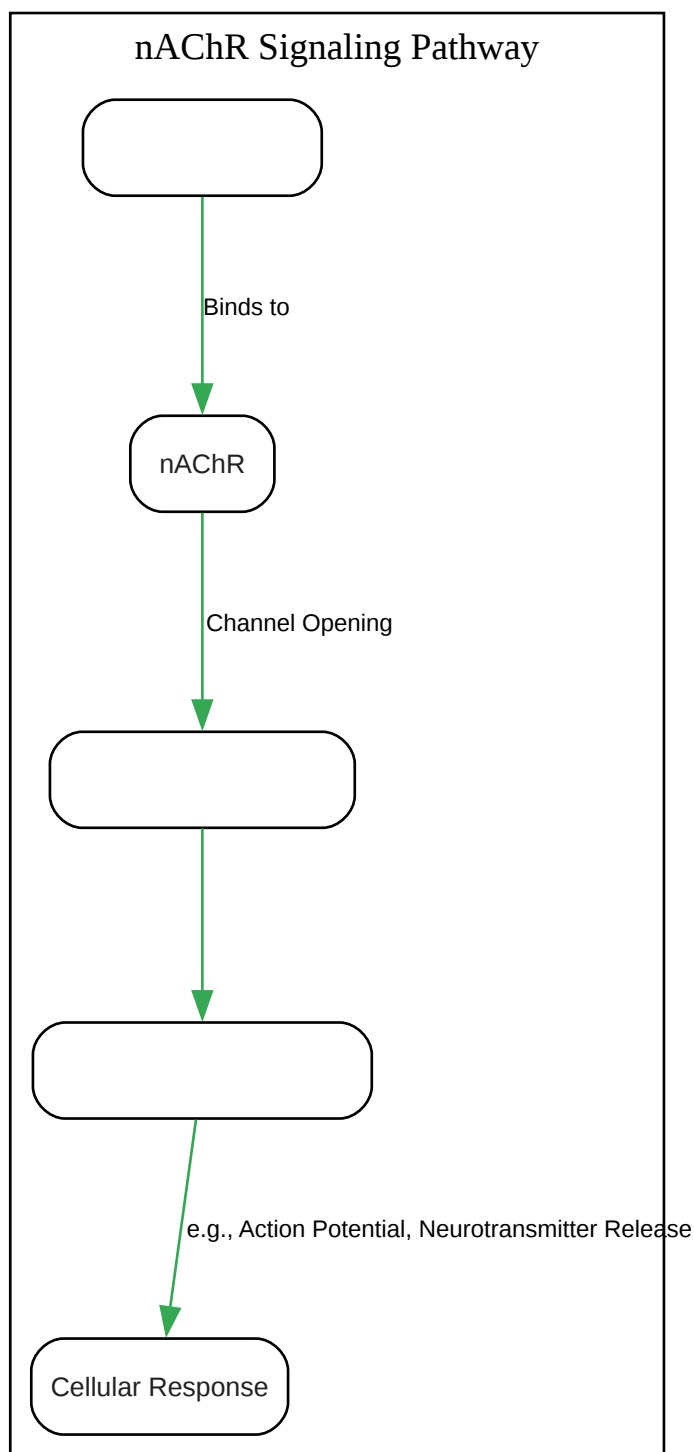 nAChR Signaling Pathway
Binds to
nAChR
Channel Opening
e.g., Action Potential, Neurotransmitter Release
Cellular Response